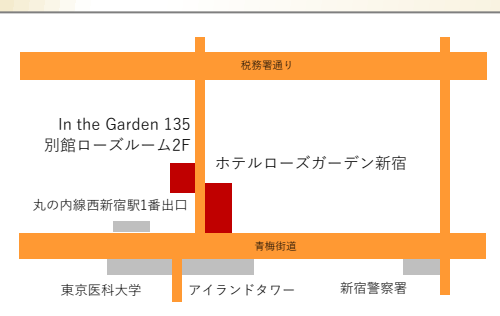 税務署通り
In the Garden 135
別館ローズルーム2F
ホテルローズガーデン新宿
丸の内線西新宿駅1番出口
青梅街道
東京医科大学
アイランドタワー
新宿警察署